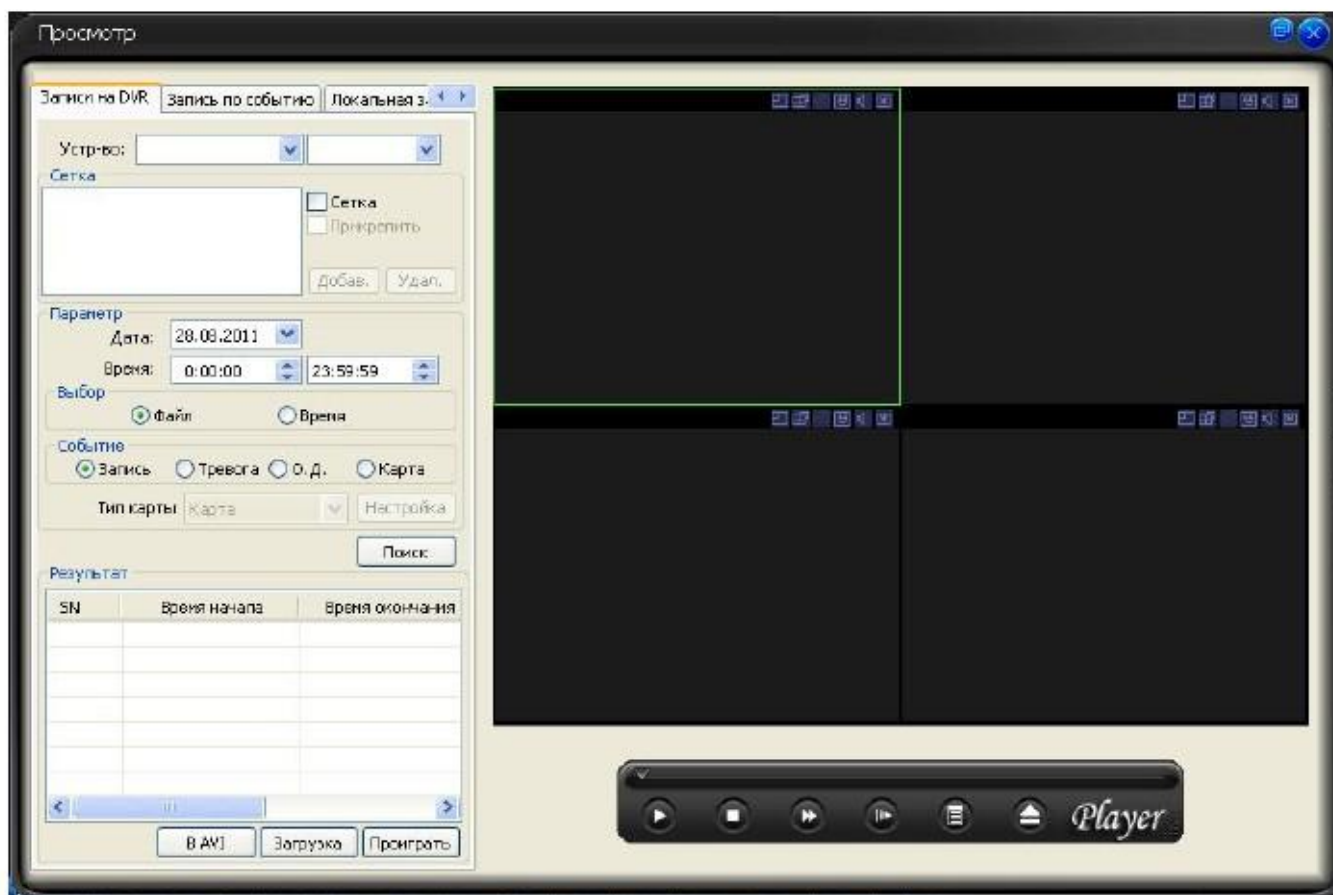 Просмотр
Записи на DVR
Запись по событию
Локальная з
Устр-во:
Сетка
Сетка
Прикрепить
Добав.
Удал.
Параметр
Дата:
28.08.2011
Время:
0:00:00
23:59:59
Выбор
Файл
Время
Событие
Запись
Тревога
О.Д.
Карта
Тип карты
Карта
Настройка
Поиск
Результат
SN
Время начала
Время окончания
В AVI
Загрузка
Проиграть
Player